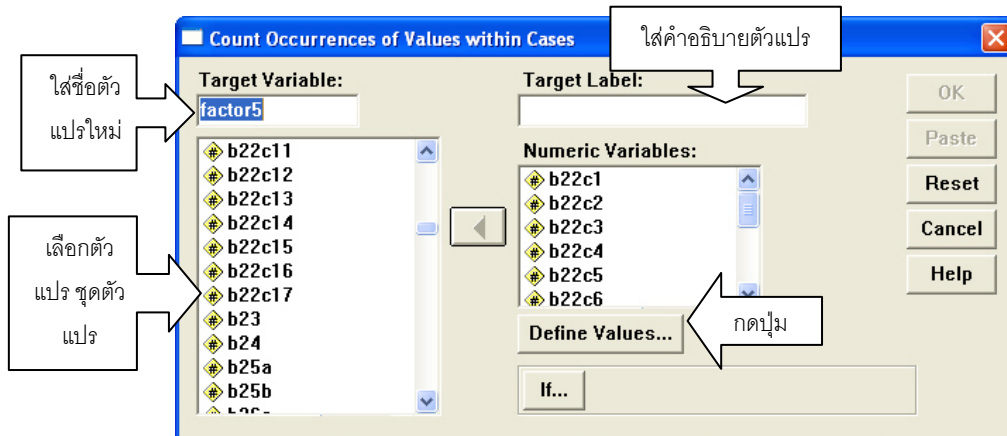 Count Occurrences of Values within Cases
ใส่คำอธิบายตัวแปร
ใส่ชื่อตัว
แปรใหม่
Target Variable:
factor5
Target Label:
OK
Paste
Reset
Cancel
Help
เลือกตัว
แปร ชุดตัว
แปร
b22c11
b22c12
b22c13
b22c14
b22c15
b22c16
b22c17
b23
b24
b25a
b25b
Numeric Variables:
b22c1
b22c2
b22c3
b22c4
b22c5
b22c6
Define Values...
กดปุ่ม
If...